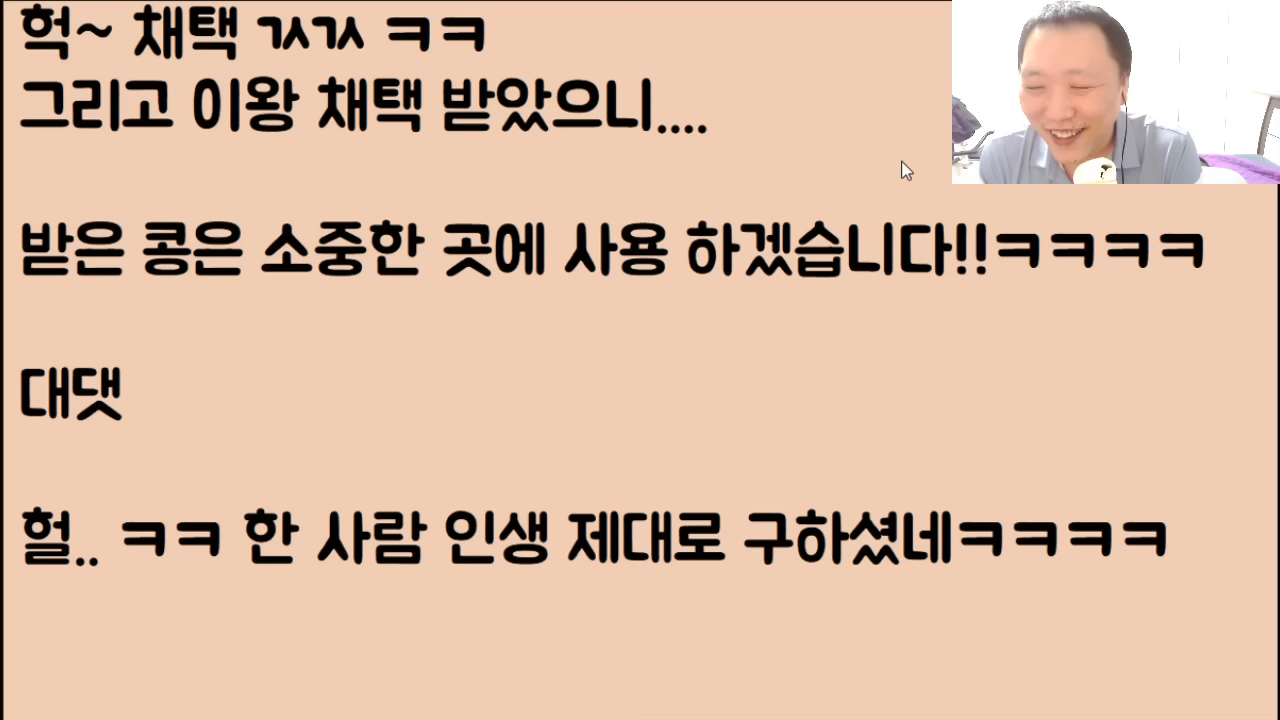 헉~ 채택 ㄳㄳ ㅋㅋ
그리고 이왕 채택 받았으니....
받은 콩은 소중한 곳에 사용 하겠습니다!!ㅋㅋㅋㅋ
대댓
헐.. ㅋㅋ 한 사람 인생 제대로 구하셨네ㅋㅋㅋㅋ